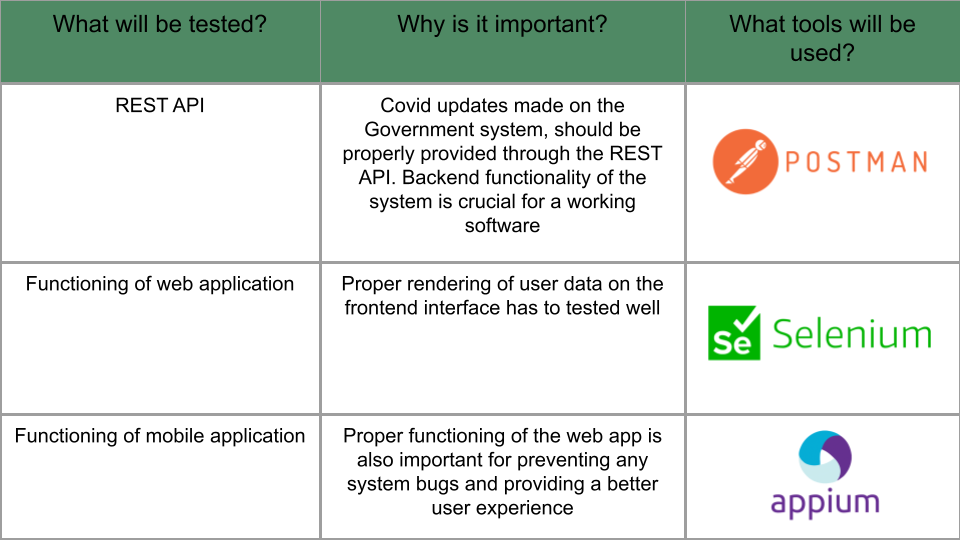 What will be tested?
Why is it important?
What tools will be
used?
REST API
Covid updates made on the
Government system, should be
properly provided through the REST
API. Backend functionality of the
system is crucial for a working
software
POSTMAN
Functioning of web application
Proper rendering of user data on the
frontend interface has to tested well
Se Selenium
Functioning of mobile application
Proper functioning of the web app is
also important for preventing any
system bugs and providing a better
user experience
appium